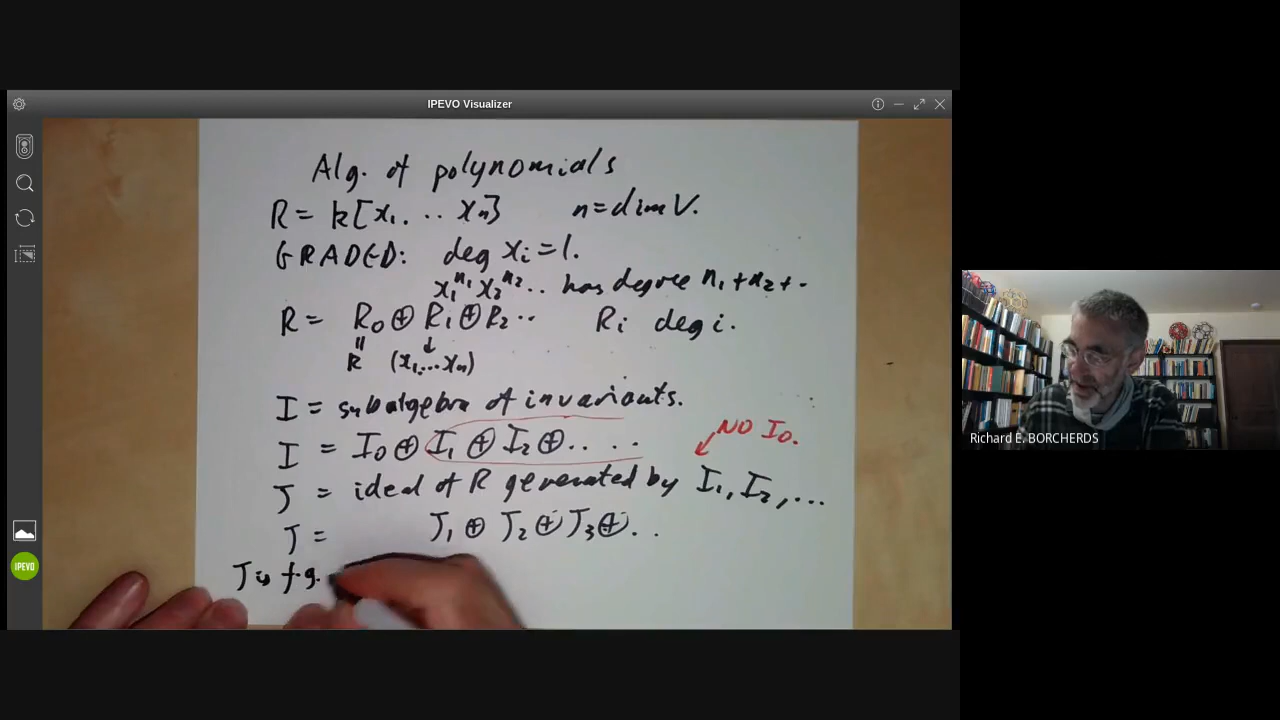 IPEVO Visualizer
Alg. of polynomials
R = k[x₁. .. xₙ] n=dim V.
GRADED: deg xᵢ = 1.
x₁^n₁ x₂^n₂ .. has degree n₁+n₂+..
R = R₀ ⊕ R₁ ⊕ R₂ .. Rᵢ deg i.
k (x₁,...xₙ)
I = subalgebra of invariants.
I = I₀ ⊕ I₁ ⊕ I₂ ⊕ . . . .
NO I₀.
J = ideal of R generated by I₁, I₂, ...
J = J₁ ⊕ J₂ ⊕ J₃ ⊕ . . .
J is f.g.
IPEVO
Richard E. BORCHERDS